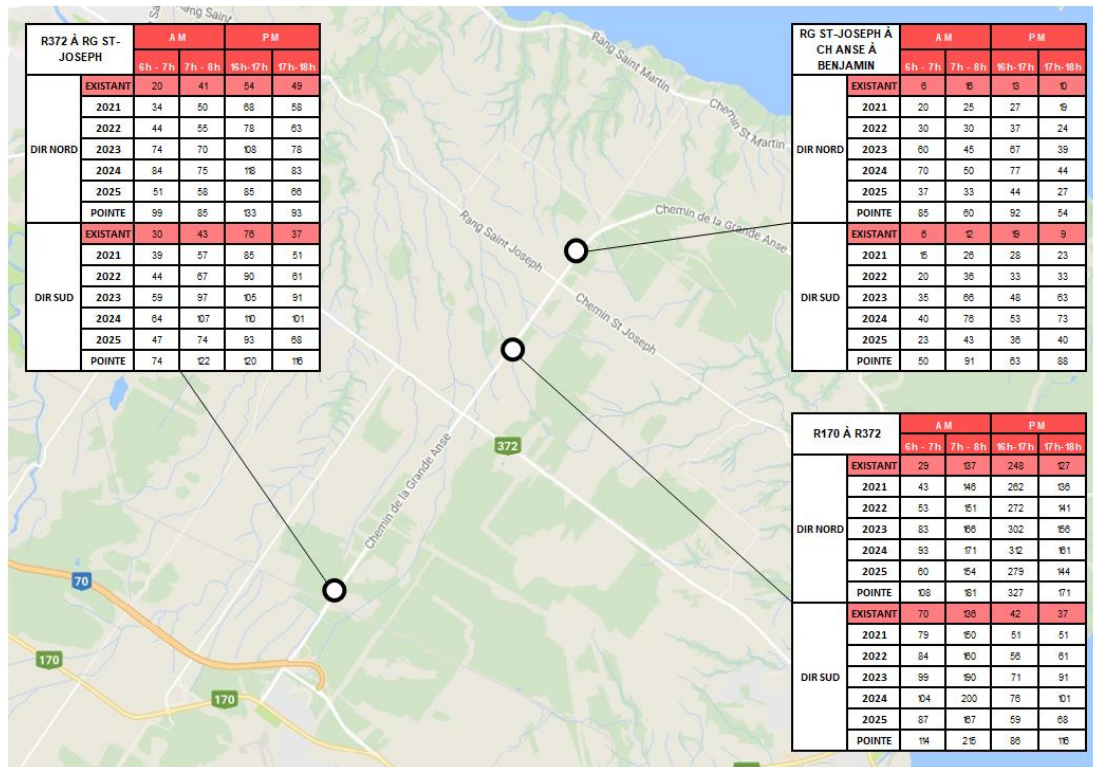 R372 À RG ST-JOSEPH
AM PM
6h - 7h 7h - 8h 16h-17h 17h-18h
DIR NORD
EXISTANT 20 41 54 49
2021 34 50 68 58
2022 44 55 78 63
2023 74 70 108 78
2024 84 75 118 83
2025 51 58 85 66
POINTE 99 85 133 93
DIR SUD
EXISTANT 30 43 76 37
2021 39 57 85 51
2022 44 67 90 61
2023 59 97 105 91
2024 64 107 110 101
2025 47 74 93 68
POINTE 74 122 120 116
RG ST-JOSEPH À
CH ANSE À
BENJAMIN
AM PM
6h - 7h 7h - 8h 16h-17h 17h-18h
DIR NORD
EXISTANT 6 16 13 10
2021 20 25 27 19
2022 30 30 37 24
2023 60 45 67 39
2024 70 50 77 44
2025 37 33 44 27
POINTE 85 60 92 54
DIR SUD
EXISTANT 6 12 19 9
2021 15 26 28 23
2022 20 36 33 33
2023 35 66 48 63
2024 40 76 53 73
2025 23 43 36 40
POINTE 50 91 63 88
R170 À R372
AM PM
6h - 7h 7h - 8h 16h-17h 17h-18h
DIR NORD
EXISTANT 29 137 248 127
2021 43 146 262 136
2022 53 151 272 141
2023 83 166 302 156
2024 93 171 312 161
2025 60 154 279 144
POINTE 108 181 327 171
DIR SUD
EXISTANT 70 136 42 37
2021 79 150 51 51
2022 84 160 56 61
2023 99 190 71 91
2024 104 200 76 101
2025 87 167 59 68
POINTE 114 215 86 116
Rang Saint
Rang Saint Martin
Chemin St Martin
Chemin de la Grande Anse
Rang Saint Joseph
Chemin St Joseph
372
Chemin de la Grande Anse
70
170
170